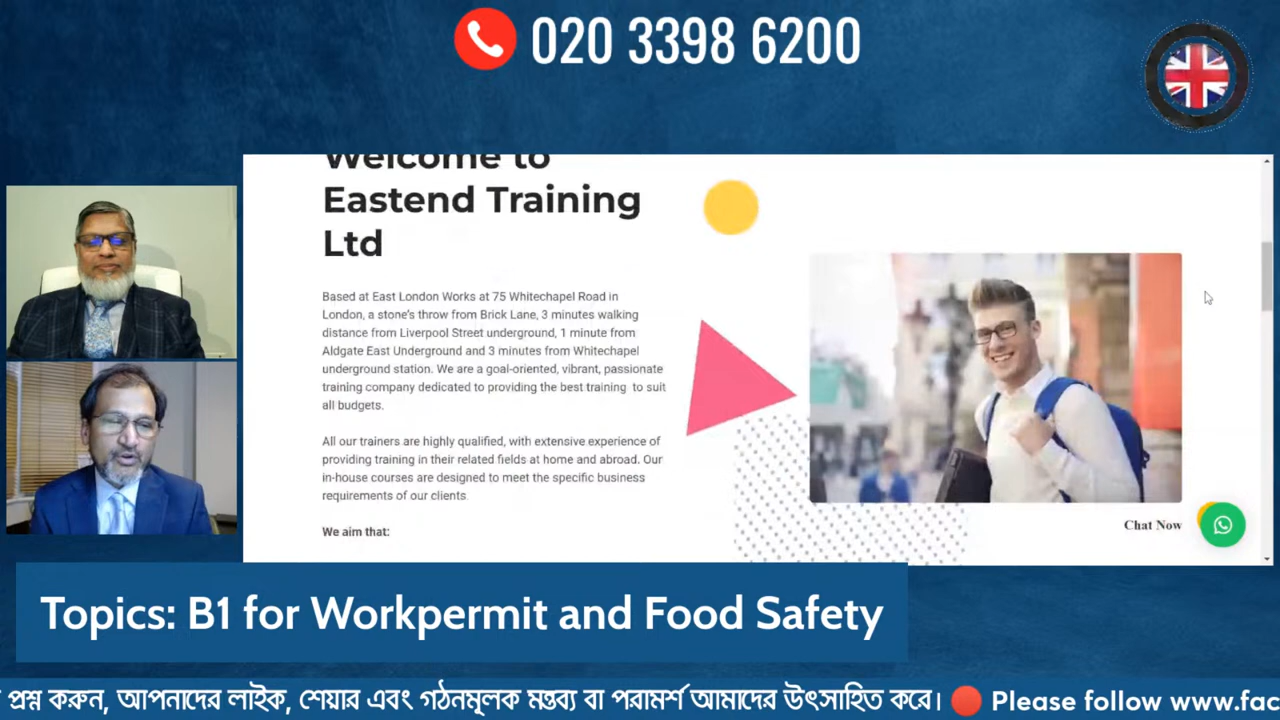 020 3398 6200
Welcome to
Eastend Training
Ltd
Based at East London Works at 75 Whitechapel Road in
London, a stone's throw from Brick Lane, 3 minutes walking
distance from Liverpool Street underground, 1 minute from
Aldgate East Underground and 3 minutes from Whitechapel
underground station. We are a goal-oriented, vibrant, passionate
training company dedicated to providing the best training to suit
all budgets.
All our trainers are highly qualified, with extensive experience of
providing training in their related fields at home and abroad. Our
in-house courses are designed to meet the specific business
requirements of our clients
We aim that:
Chat Now
Topics: B1 for Workpermit and Food Safety
প্রশ্ন করুন, আপনাদের লাইক, শেয়ার এবং গঠনমূলক মন্তব্য বা পরামর্শ আমাদের উৎসাহিত করে। Please follow www.fac